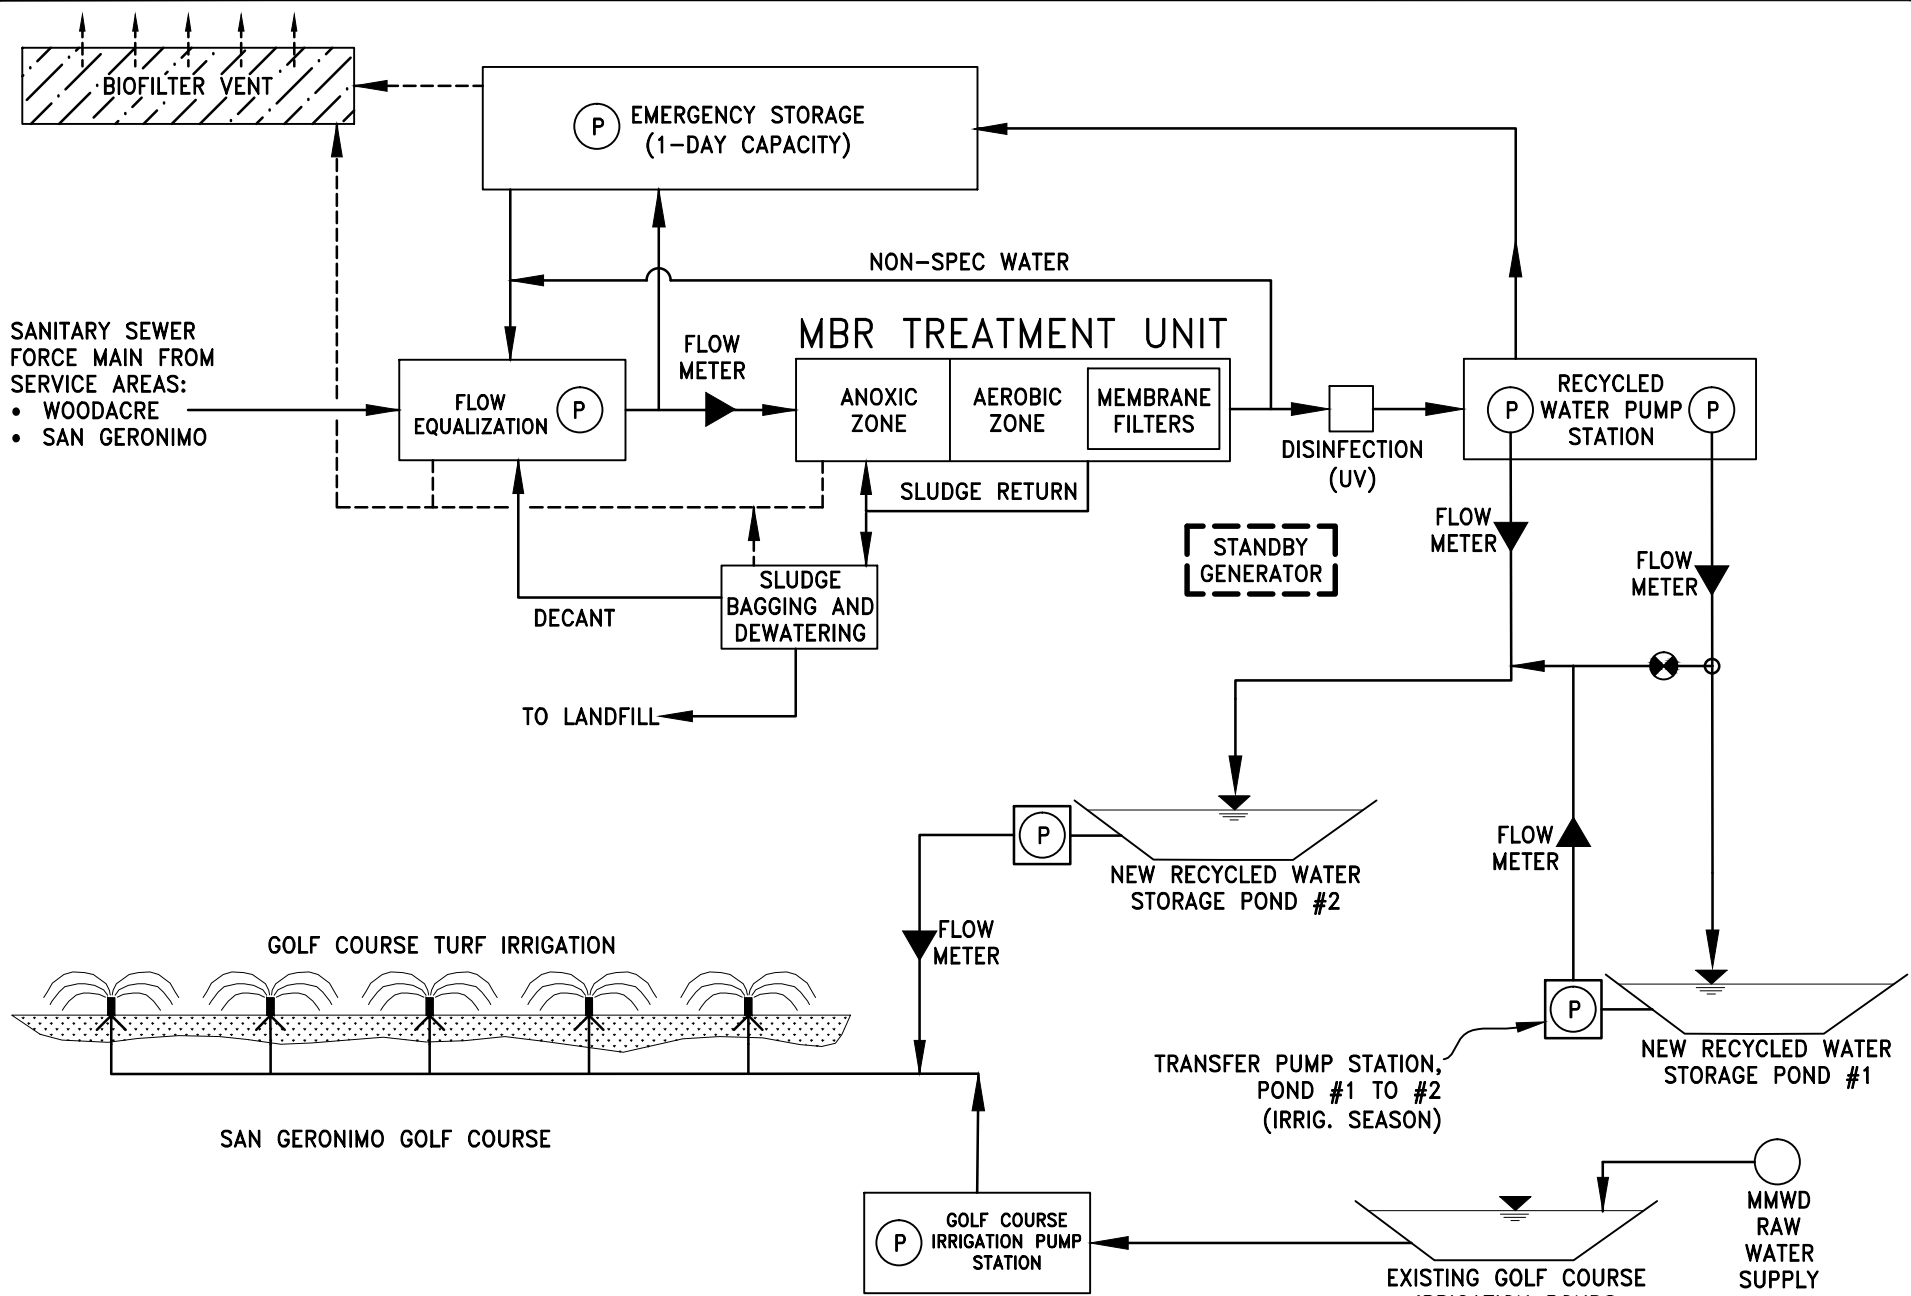 BIOFILTER VENT
P
EMERGENCY STORAGE
(1-DAY CAPACITY)
NON-SPEC WATER
SANITARY SEWER
FORCE MAIN FROM
SERVICE AREAS:
• WOODACRE
• SAN GERONIMO
FLOW
EQUALIZATION
P
FLOW
METER
MBR TREATMENT UNIT
ANOXIC
ZONE
AEROBIC
ZONE
MEMBRANE
FILTERS
DISINFECTION
(UV)
P
RECYCLED
WATER PUMP
STATION
P
SLUDGE RETURN
STANDBY
GENERATOR
FLOW
METER
FLOW
METER
SLUDGE
BAGGING AND
DEWATERING
DECANT
TO LANDFILL
P
NEW RECYCLED WATER
STORAGE POND #2
FLOW
METER
FLOW
METER
GOLF COURSE TURF IRRIGATION
P
NEW RECYCLED WATER
STORAGE POND #1
TRANSFER PUMP STATION,
POND #1 TO #2
(IRRIG. SEASON)
SAN GERONIMO GOLF COURSE
P
GOLF COURSE
IRRIGATION PUMP
STATION
MMWD
RAW
WATER
SUPPLY
EXISTING GOLF COURSE